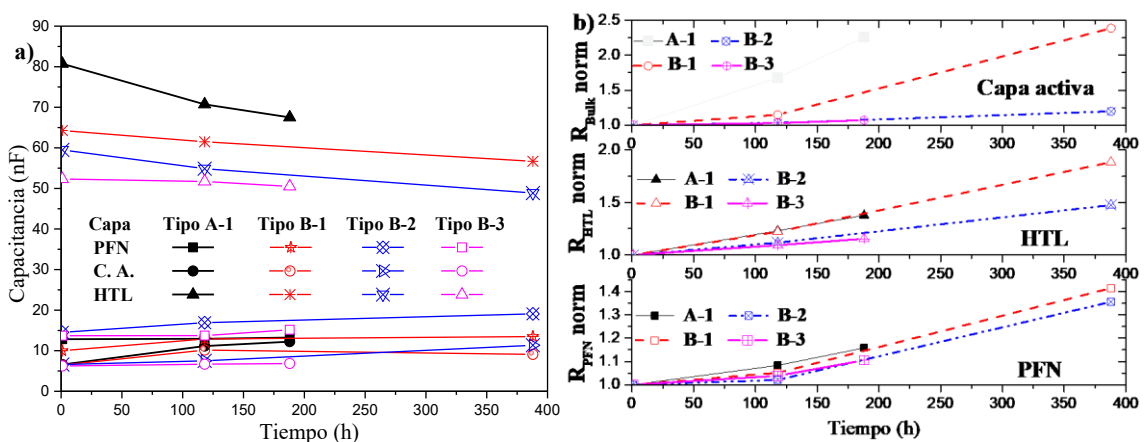 a)
Capacitancia (nF)
90
80
70
60
50
40
30
20
10
0
Capa Tipo A-1 Tipo B-1 Tipo B-2 Tipo B-3
PFN
C. A.
HTL
0 50 100 150 200 250 300 350 400
Tiempo (h)
b)
R_Bulk norm
2.5
2.0
1.5
1.0
A-1 B-2
B-1 B-3
Capa activa
0 50 100 150 200 250 300 350 400
R_HTL norm
2.0
1.5
1.0
A-1 B-2
B-1 B-3
HTL
0 50 100 150 200 250 300 350 400
R_PFN norm
1.4
1.3
1.2
1.1
1.0
A-1 B-2
B-1 B-3
PFN
0 50 100 150 200 250 300 350 400
Tiempo (h)